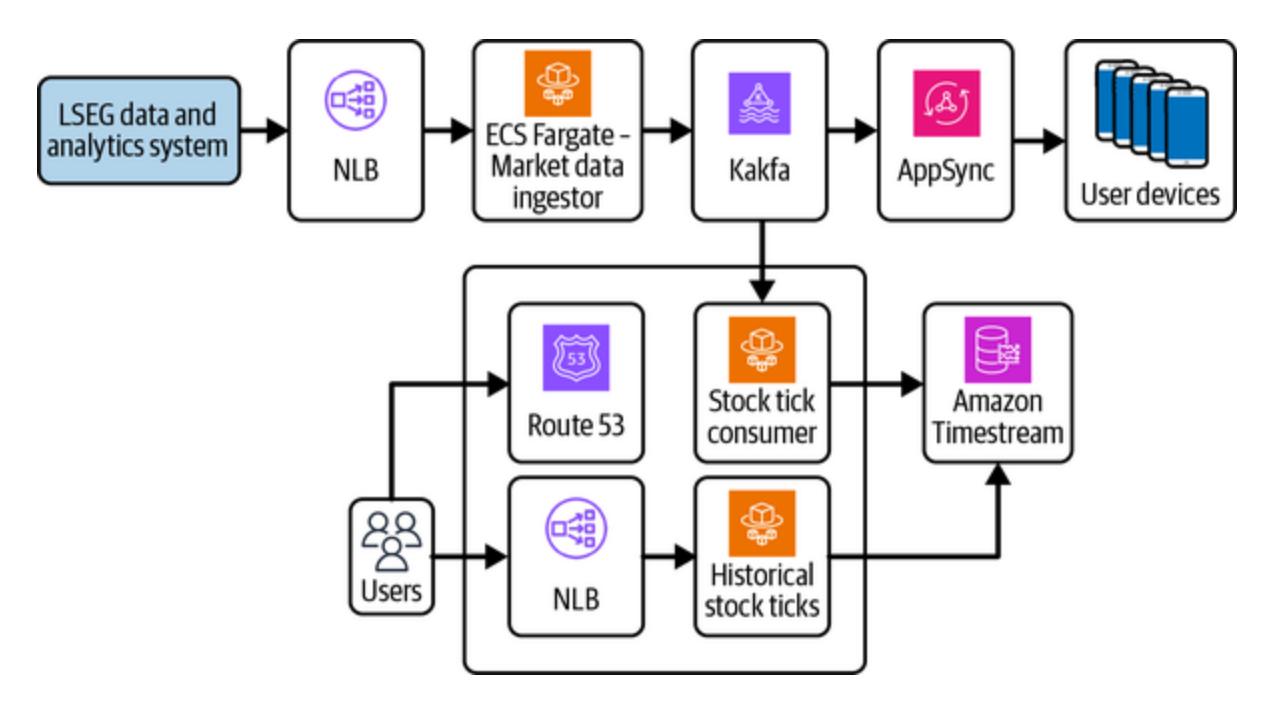 LSEG data and
analytics system
NLB
ECS Fargate –
Market data
ingestor
Kakfa
AppSync
User devices
53
Route 53
Stock tick
consumer
Amazon
Timestream
Users
NLB
Historical
stock ticks